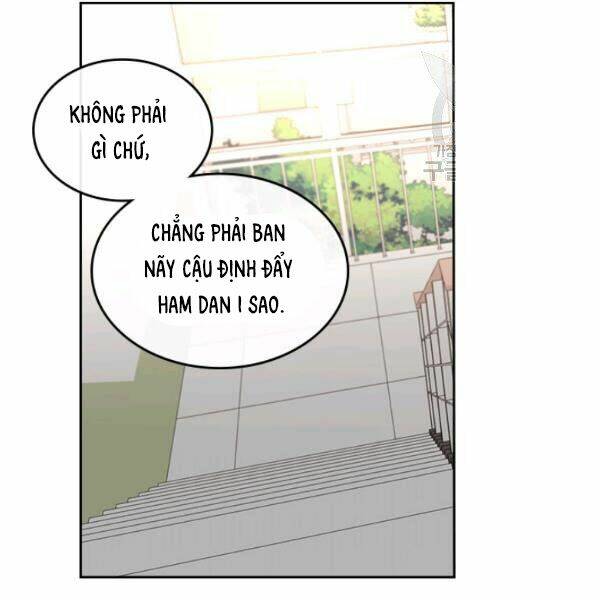 KHÔNG PHẢI
GÌ CHỨ,
CHẲNG PHẢI BAN
NÃY CẬU ĐỊNH ĐẨY
HAM DAN I SAO.